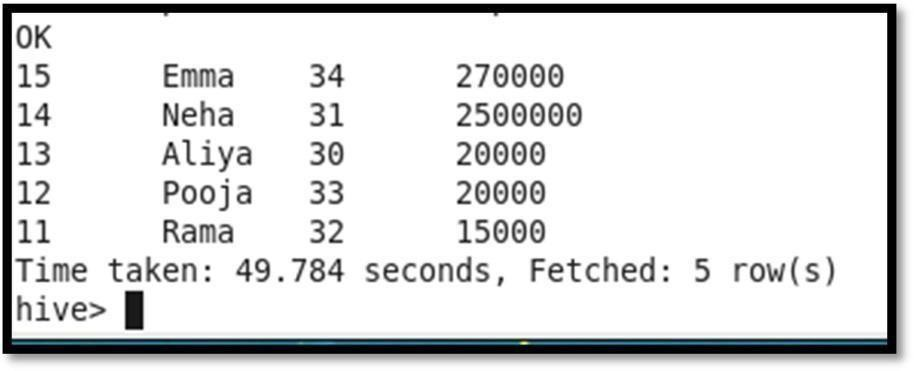 OK
15 Emma 34 270000
14 Neha 31 2500000
13 Aliya 30 20000
12 Pooja 33 20000
11 Rama 32 15000
Time taken: 49.784 seconds, Fetched: 5 row(s)
hive>